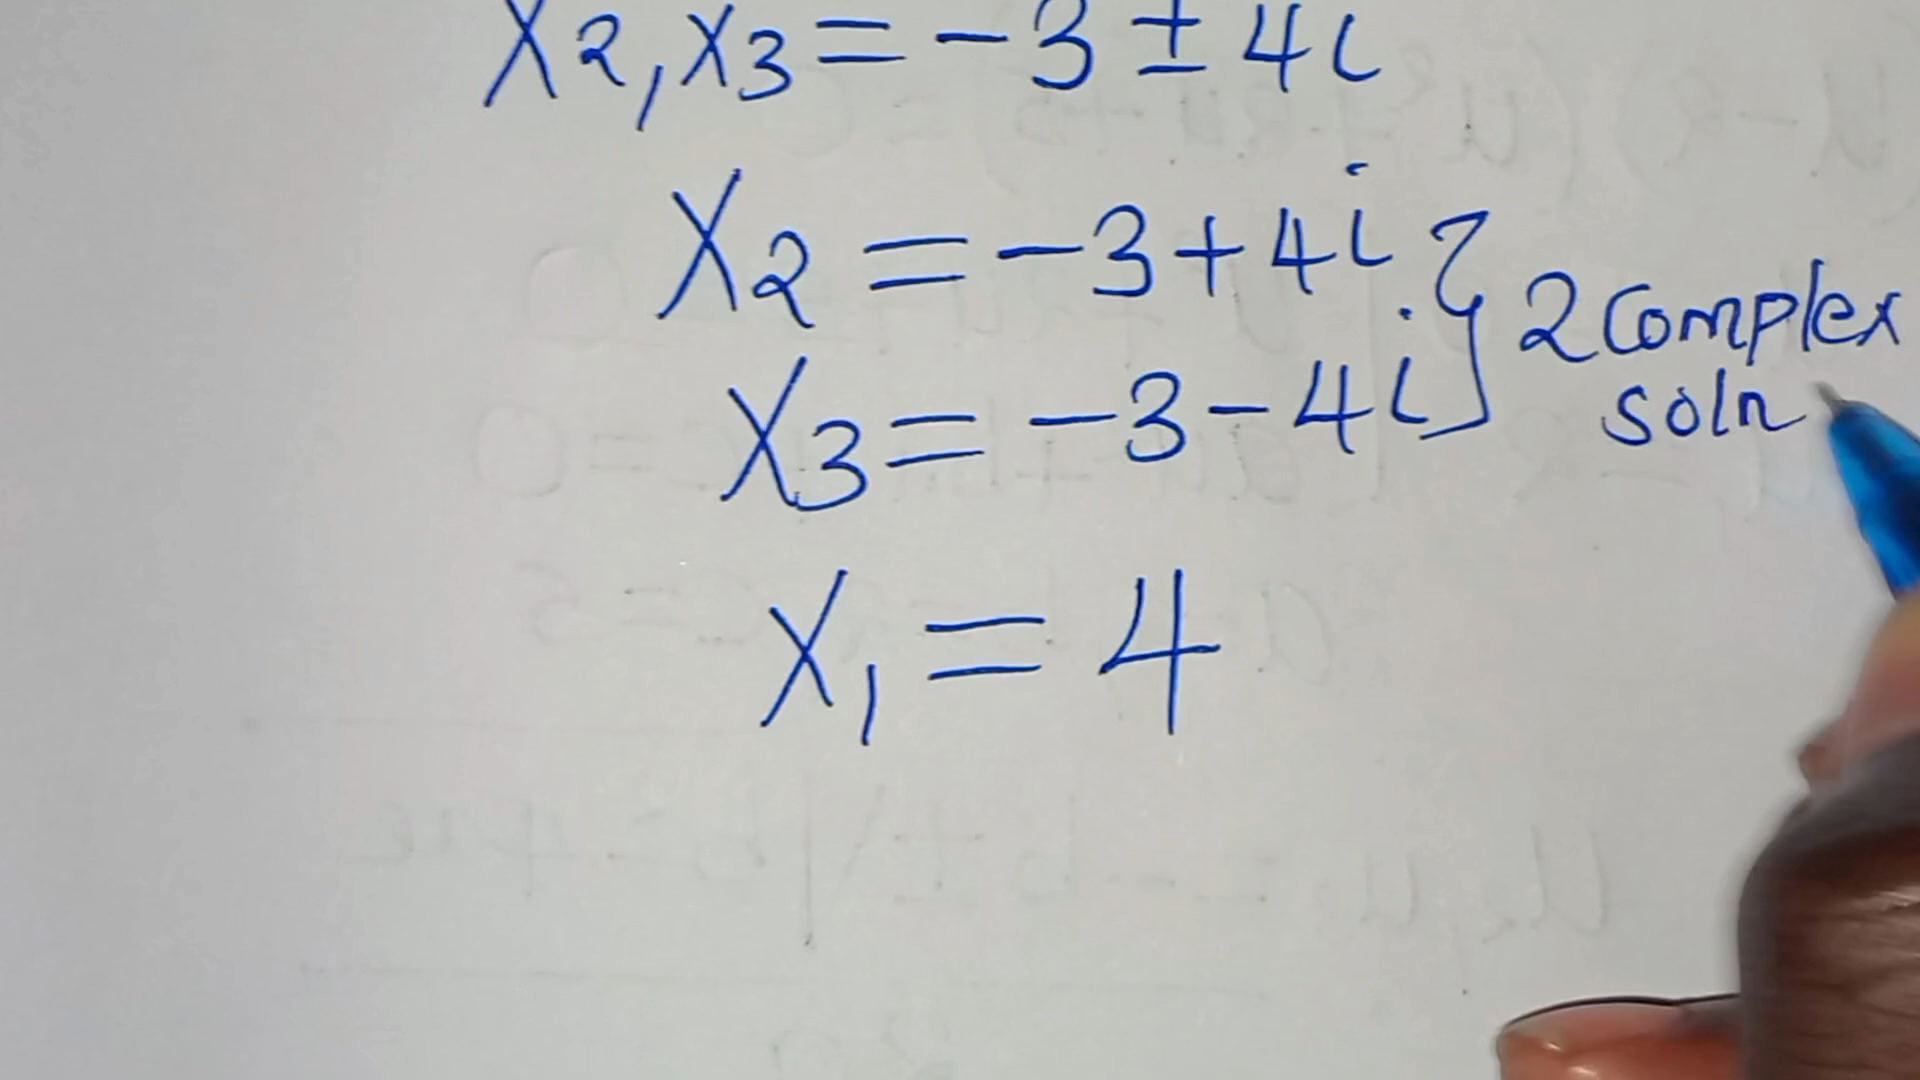 x₂,x₃=-3±4i
x₂=-3+4i
x₃=-3-4i
} 2 complex
soln
x₁=4